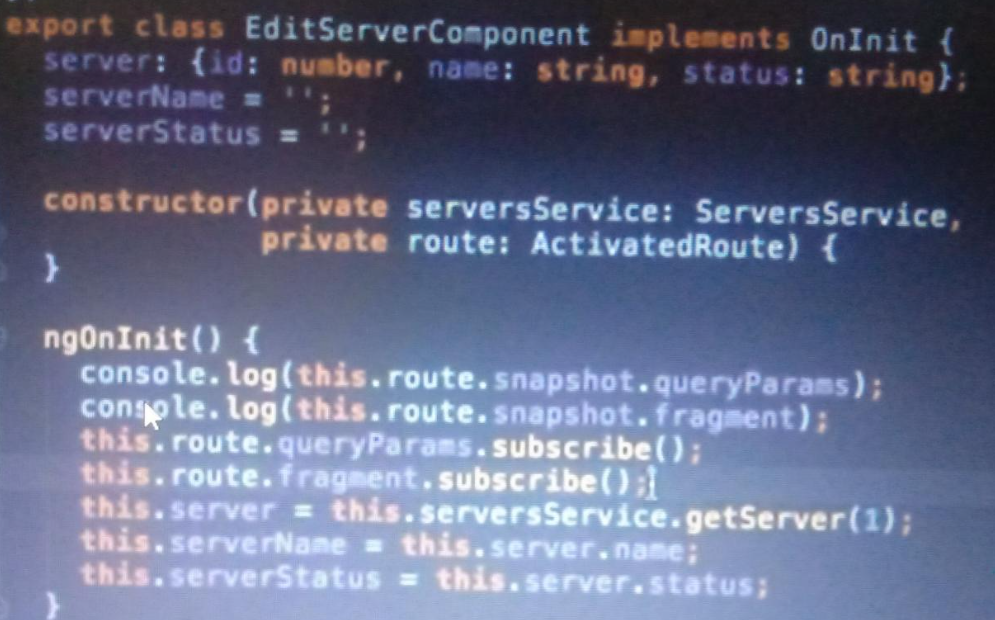 export class EditServerComponent implements OnInit {
server: {id: number, name: string, status: string};
serverName = '';
serverStatus = '';
constructor(private serversService: ServersService,
private route: ActivatedRoute) {
}
ngOnInit() {
console.log(this.route.snapshot.queryParams);
console.log(this.route.snapshot.fragment);
this.route.queryParams.subscribe();
this.route.fragment.subscribe();
this.server = this.serversService.getServer(1);
this.serverName = this.server.name;
this.serverStatus = this.server.status;
}